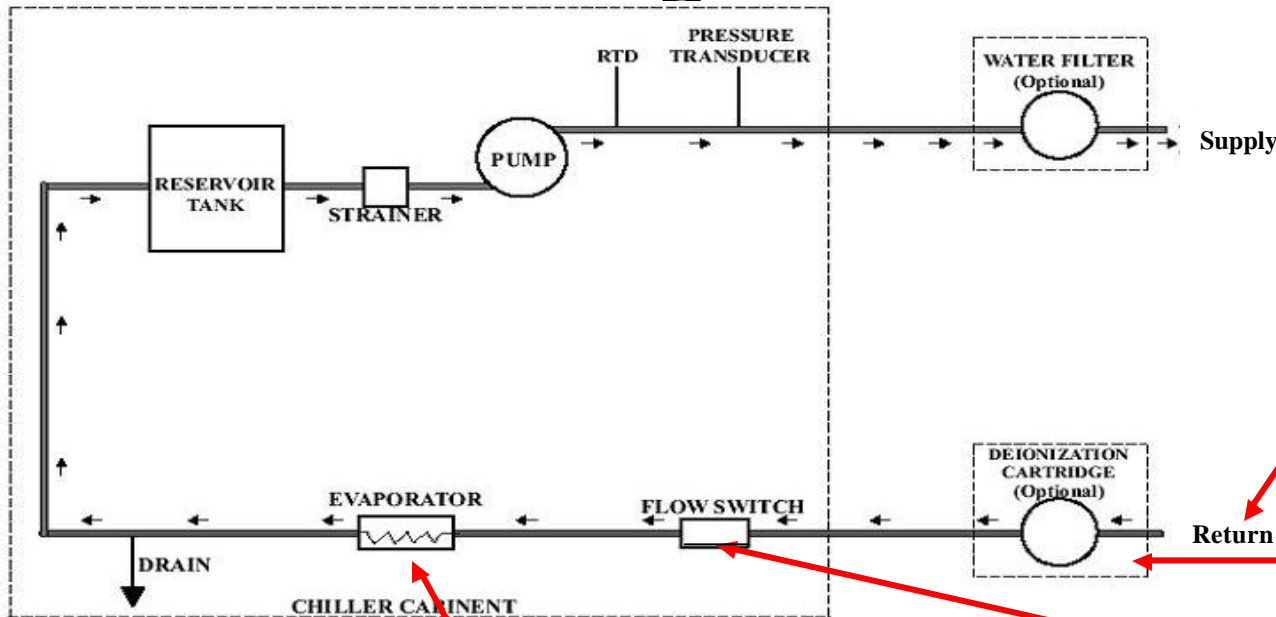 PRESSURE
RTD TRANSDUCER
WATER FILTER
(Optional)
Supply
PUMP
RESERVOIR
TANK
STRAINER
DEIONIZATION
CARTRIDGE
(Optional)
EVAPORATOR
FLOW SWITCH
Return
DRAIN
CHILLER CABINENT